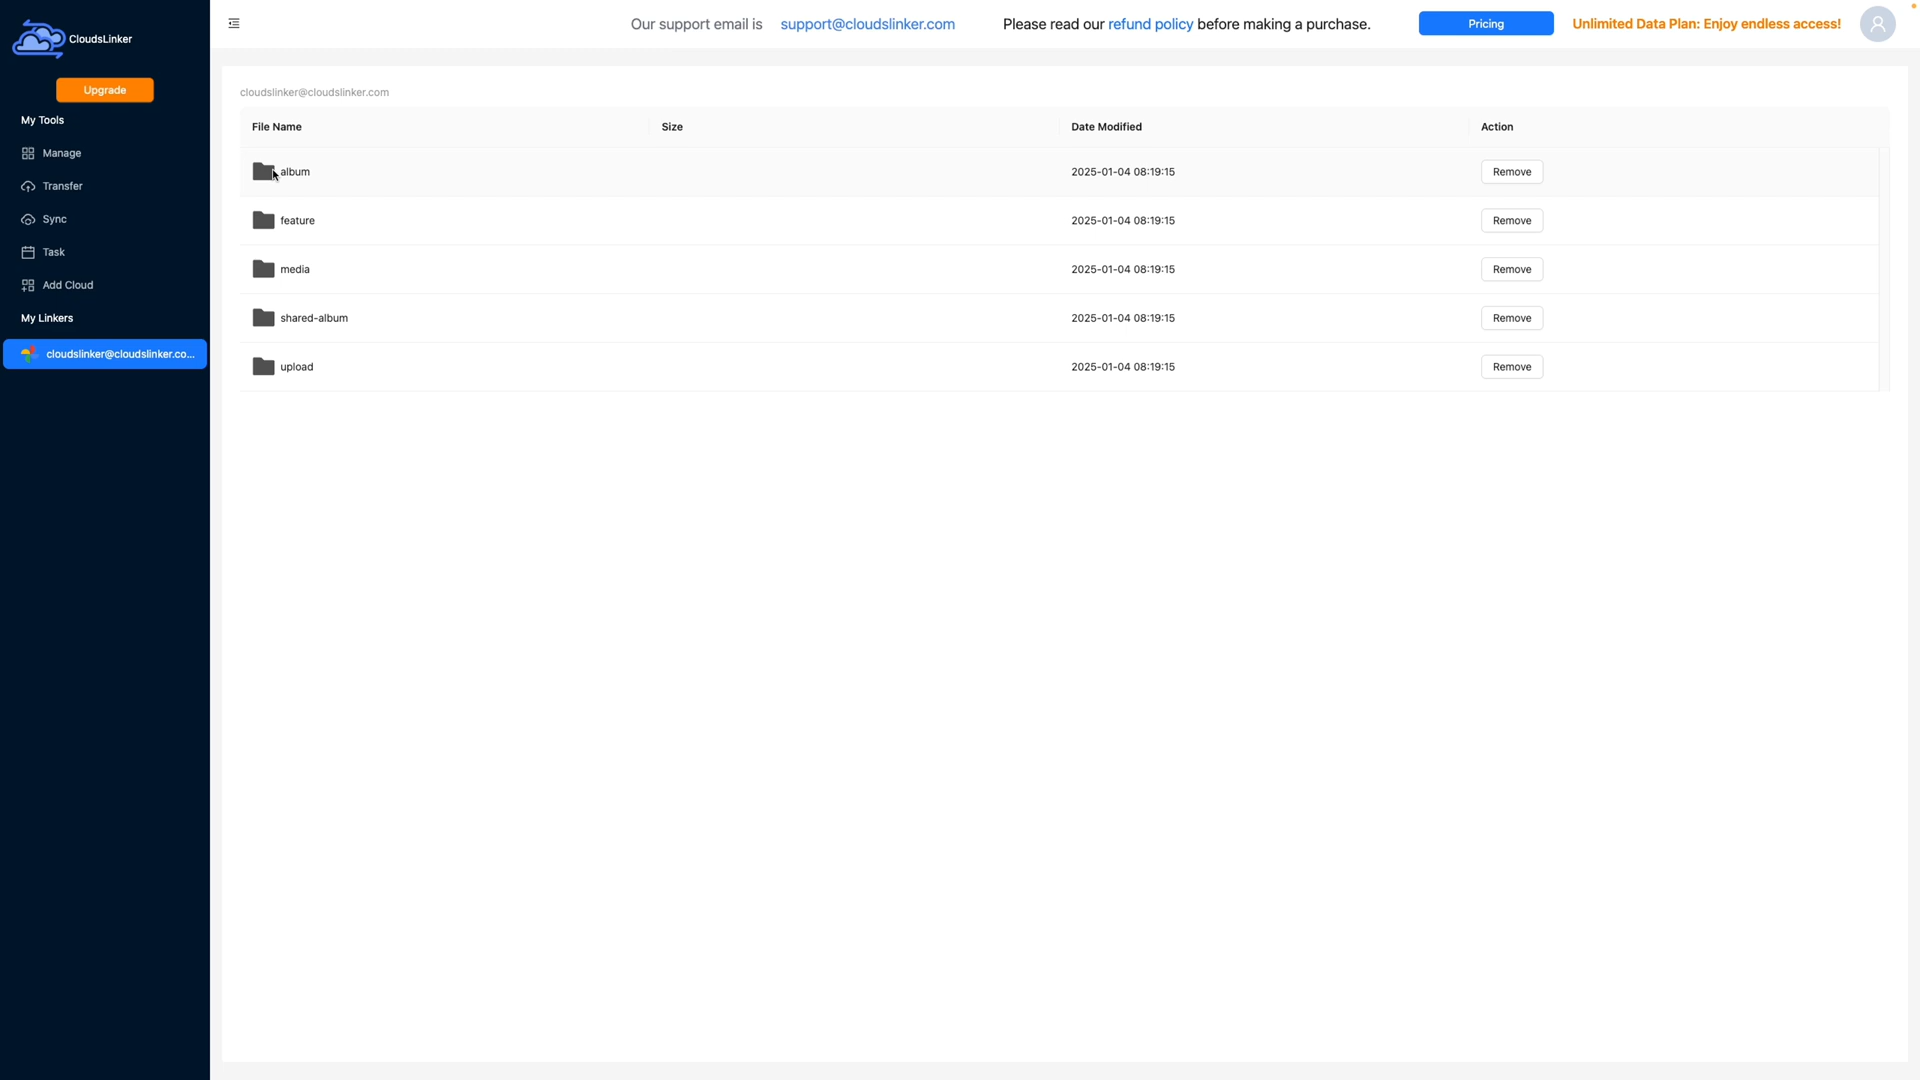 CloudsLinker
Upgrade
My Tools
Manage
Transfer
Sync
Task
Add Cloud
My Linkers
cloudslinker@cloudslinker.co...
Our support email is support@cloudslinker.com Please read our refund policy before making a purchase. Pricing Unlimited Data Plan: Enjoy endless access!
cloudslinker@cloudslinker.com
File Name Size Date Modified Action
album 2025-01-04 08:19:15 Remove
feature 2025-01-04 08:19:15 Remove
media 2025-01-04 08:19:15 Remove
shared-album 2025-01-04 08:19:15 Remove
upload 2025-01-04 08:19:15 Remove